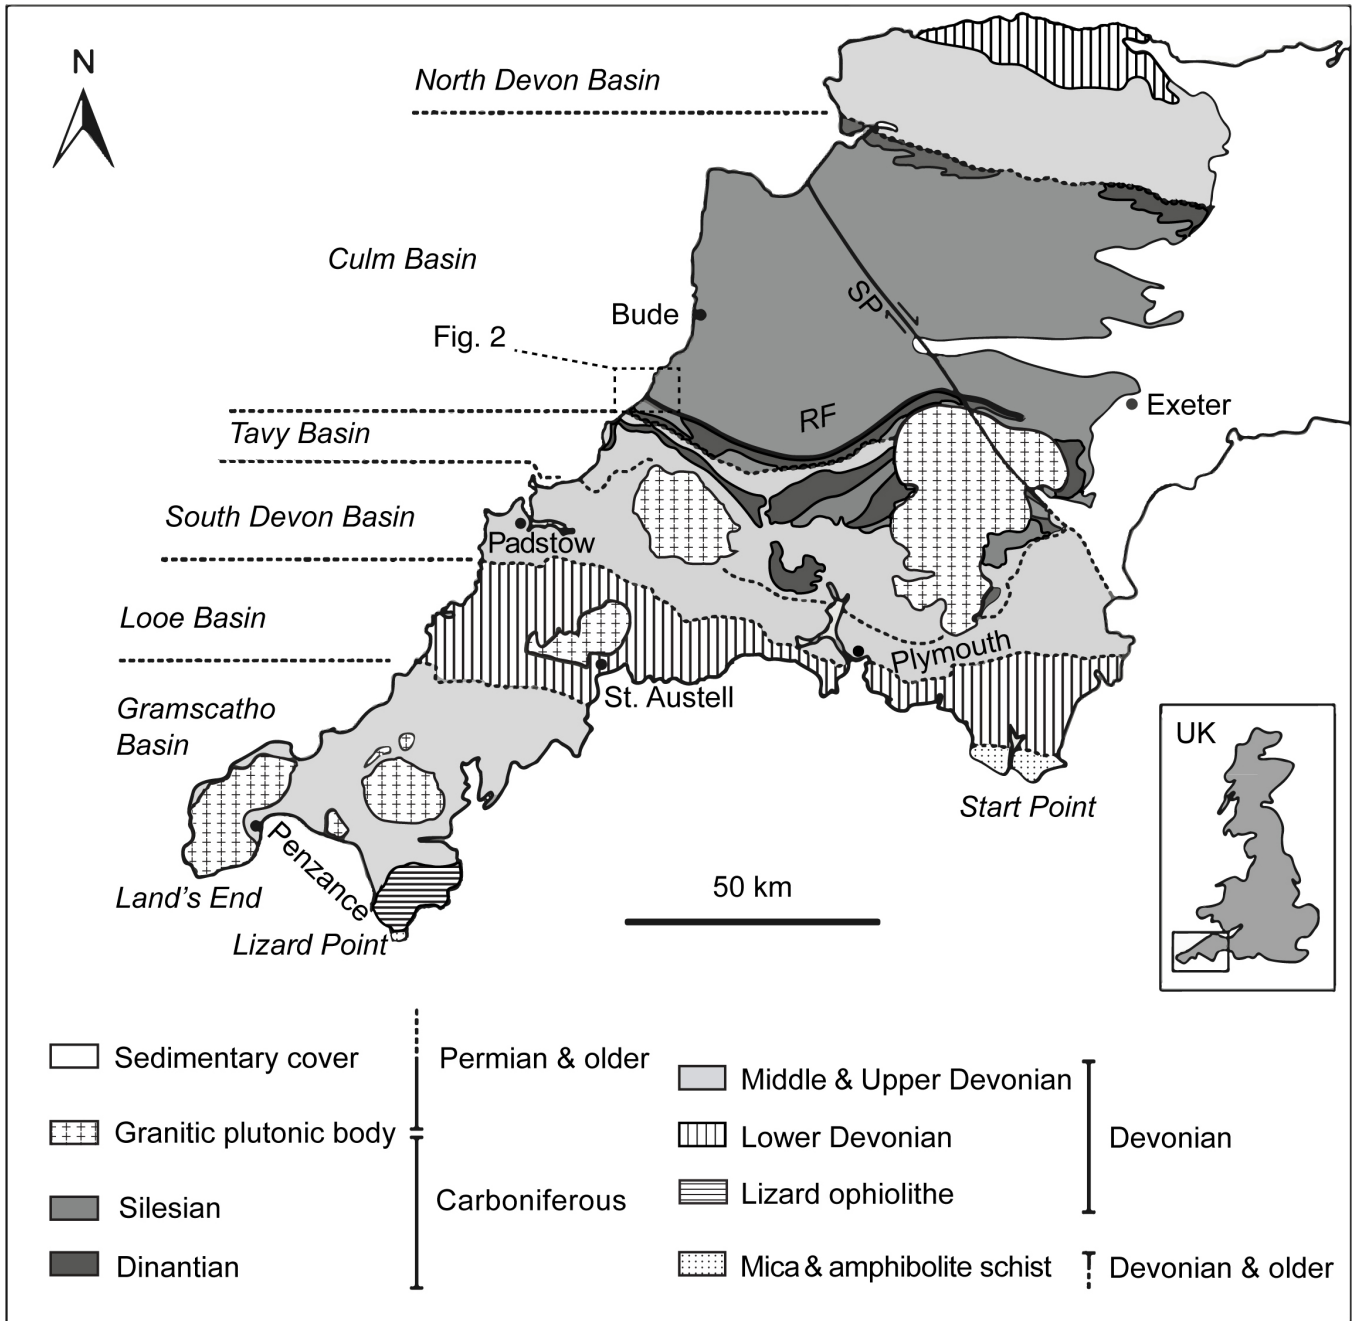 N
North Devon Basin
Culm Basin
Bude
Fig. 2
SP
RF
Exeter
Tavy Basin
South Devon Basin
Padstow
Looe Basin
Plymouth
St. Austell
Gramscatho
Basin
UK
Start Point
Penzance
Land's End
50 km
Lizard Point
Sedimentary cover
Permian & older
Granitic plutonic body
Silesian
Carboniferous
Dinantian
Middle & Upper Devonian
Lower Devonian
Devonian
Lizard ophiolithe
Mica & amphibolite schist
Devonian & older